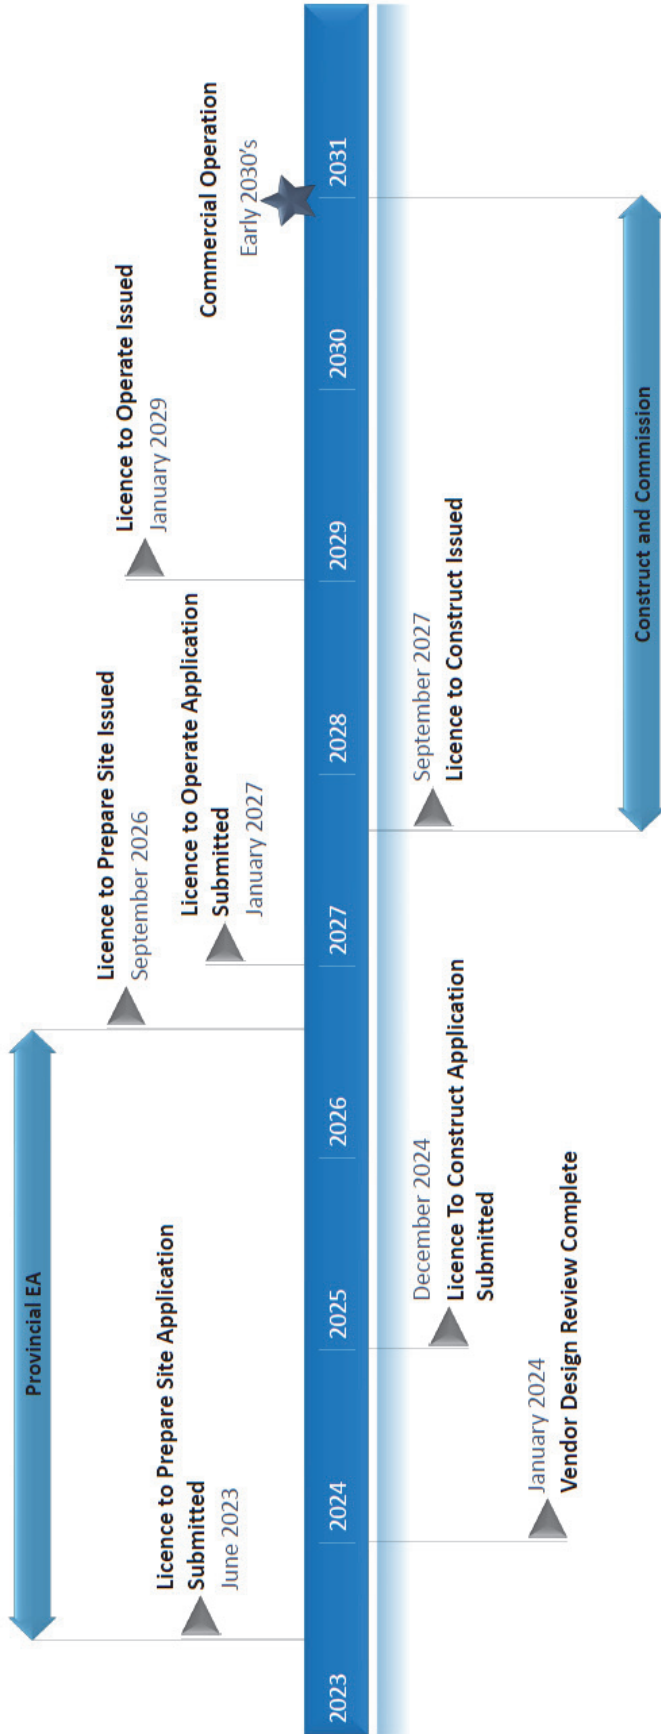 Provincial EA
Licence to Prepare Site Application
Submitted
June 2023
Licence to Prepare Site Issued
September 2026
Licence to Operate Application
Submitted
January 2027
Licence to Operate Issued
January 2029
Commercial Operation
Early 2030's
2023
2024
2025
2026
2027
2028
2029
2030
2031
January 2024
Vendor Design Review Complete
December 2024
Licence To Construct Application
Submitted
September 2027
Licence to Construct Issued
Construct and Commission